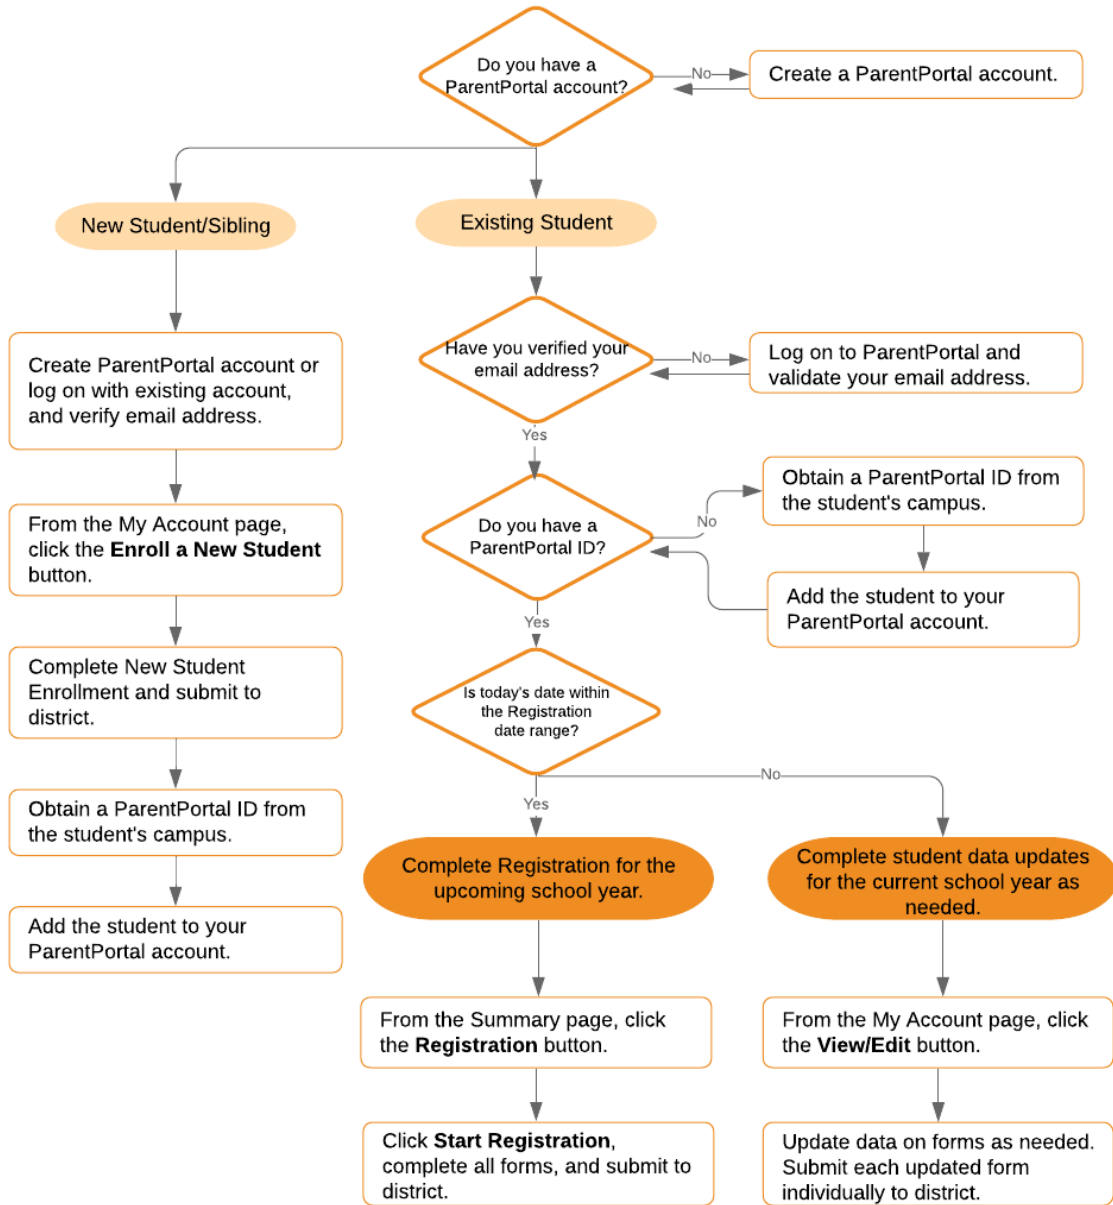 Do you have a
ParentPortal account?
No
Create a ParentPortal account.
New Student/Sibling
Existing Student
Create ParentPortal account or
log on with existing account,
and verify email address.
Have you verified your
email address?
No
Log on to ParentPortal and
validate your email address.
Yes
From the My Account page,
click the Enroll a New Student
button.
Do you have a
ParentPortal ID?
No
Obtain a ParentPortal ID from
the student's campus.
Add the student to your
ParentPortal account.
Yes
Complete New Student
Enrollment and submit to
district.
Is today's date within
the Registration
date range?
No
Yes
Obtain a ParentPortal ID from
the student's campus.
Complete Registration for the
upcoming school year.
Complete student data updates
for the current school year as
needed.
Add the student to your
ParentPortal account.
From the Summary page, click
the Registration button.
From the My Account page, click
the View/Edit button.
Click Start Registration,
complete all forms, and submit to
district.
Update data on forms as needed.
Submit each updated form
individually to district.